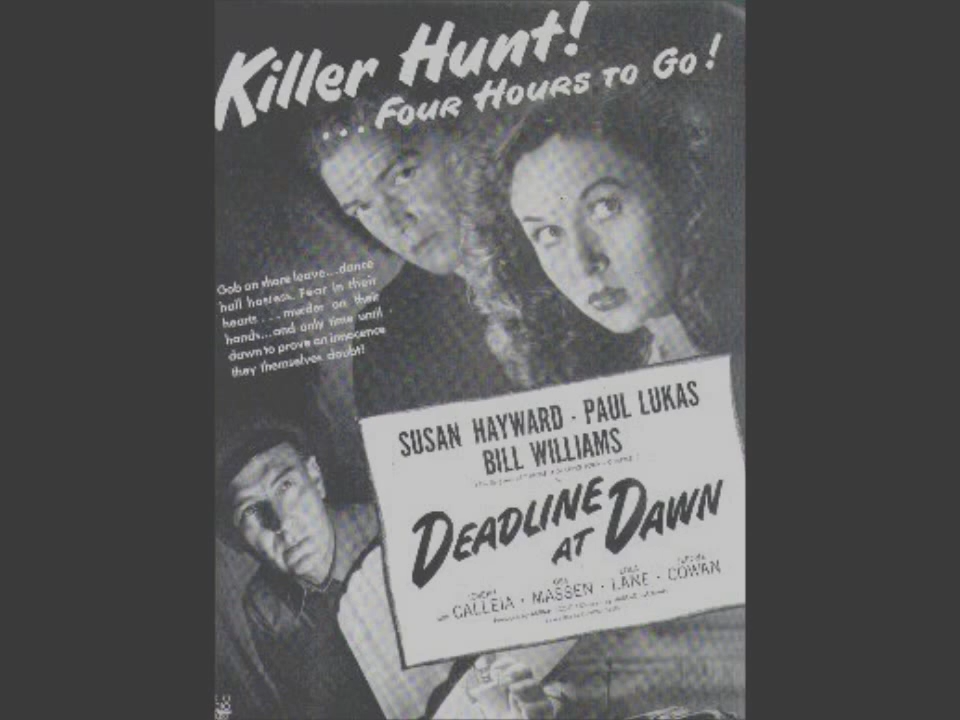 Killer Hunt!
...FOUR HOURS TO GO!
Gob on shore leave...dance
hall hostess. Fear in their
hearts...murder on their
hands...and only time until
dawn to prove an innocence
they themselves doubt!
SUSAN HAYWARD - PAUL LUKAS
BILL WILLIAMS
DEADLINE
AT DAWN
with CALLEIA · MASSEN · LANE · COWAN